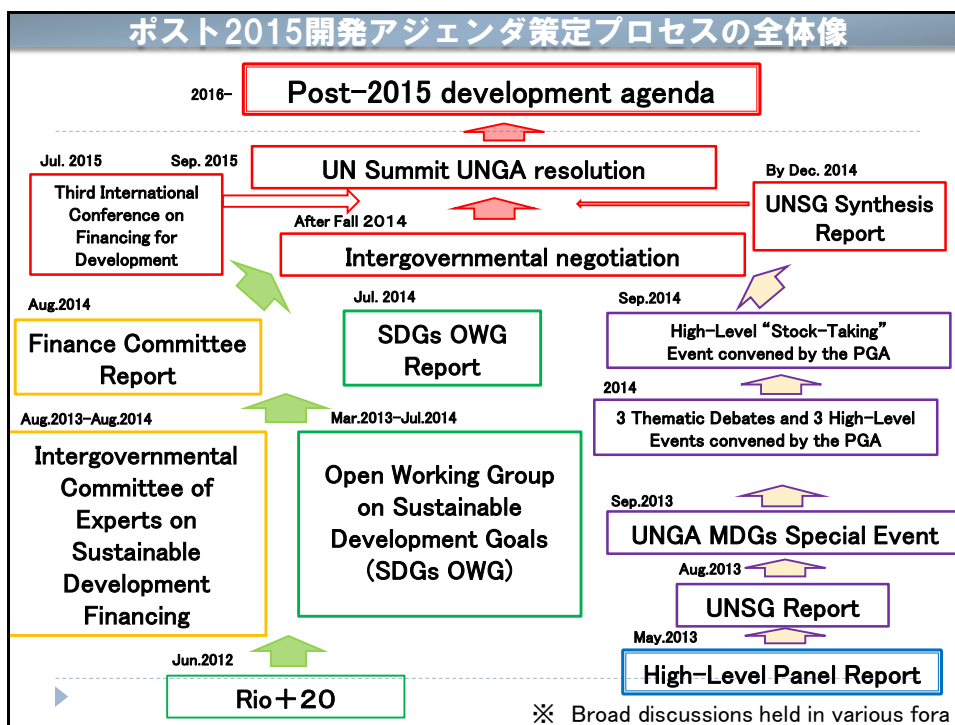 ポスト2015開発アジェンダ策定プロセスの全体像
2016-
Post-2015 development agenda
Jul. 2015
Sep. 2015
UN Summit UNGA resolution
By Dec. 2014
Third International
Conference on
Financing for
Development
UNSG Synthesis
Report
After Fall 2014
Intergovernmental negotiation
Aug.2014
Finance Committee
Report
Jul. 2014
SDGs OWG
Report
Sep.2014
High-Level “Stock-Taking”
Event convened by the PGA
2014
3 Thematic Debates and 3 High-Level
Events convened by the PGA
Aug.2013-Aug.2014
Intergovernmental
Committee of
Experts on
Sustainable
Development
Financing
Mar.2013-Jul.2014
Open Working Group
on Sustainable
Development Goals
(SDGs OWG)
Sep.2013
UNGA MDGs Special Event
Aug.2013
UNSG Report
May.2013
High-Level Panel Report
Jun.2012
Rio+20
※ Broad discussions held in various fora